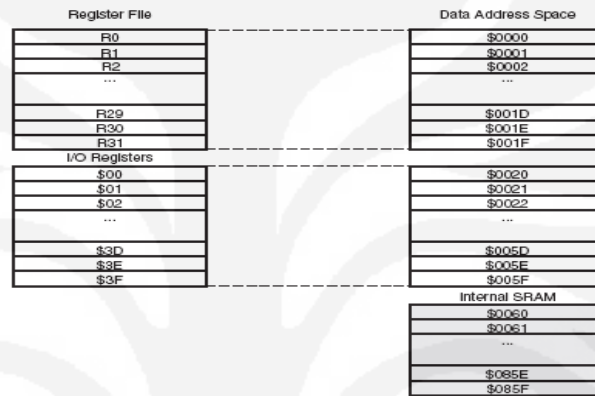 Register File Data Address Space
R0 $0000
R1 $0001
R2 $0002
... ...
R29 $001D
R30 $001E
R31 $001F
I/O Registers
$00 $0020
$01 $0021
$02 $0022
... ...
$3D $005D
$3E $005E
$3F $005F
Internal SRAM
$0060
$0061
...
$085E
$085F